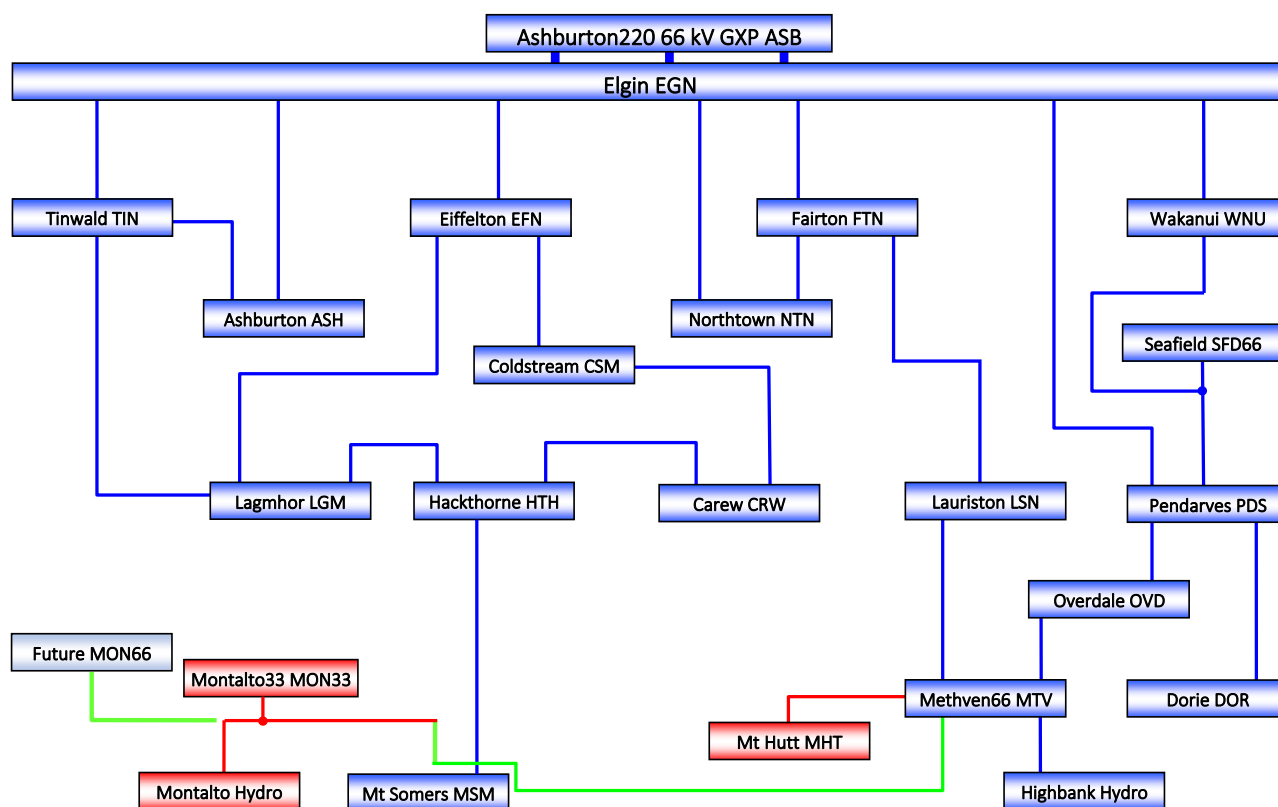 Ashburton220 66 kV GXP ASB
Elgin EGN
Tinwald TIN
Eiffelton EFN
Fairton FTN
Wakanui WNU
Ashburton ASH
Northtown NTN
Seafield SFD66
Coldstream CSM
Lagmhor LGM
Hackthorne HTH
Carew CRW
Lauriston LSN
Pendarves PDS
Overdale OVD
Future MON66
Montalto33 MON33
Methven66 MTV
Dorie DOR
Mt Hutt MHT
Montalto Hydro
Mt Somers MSM
Highbank Hydro